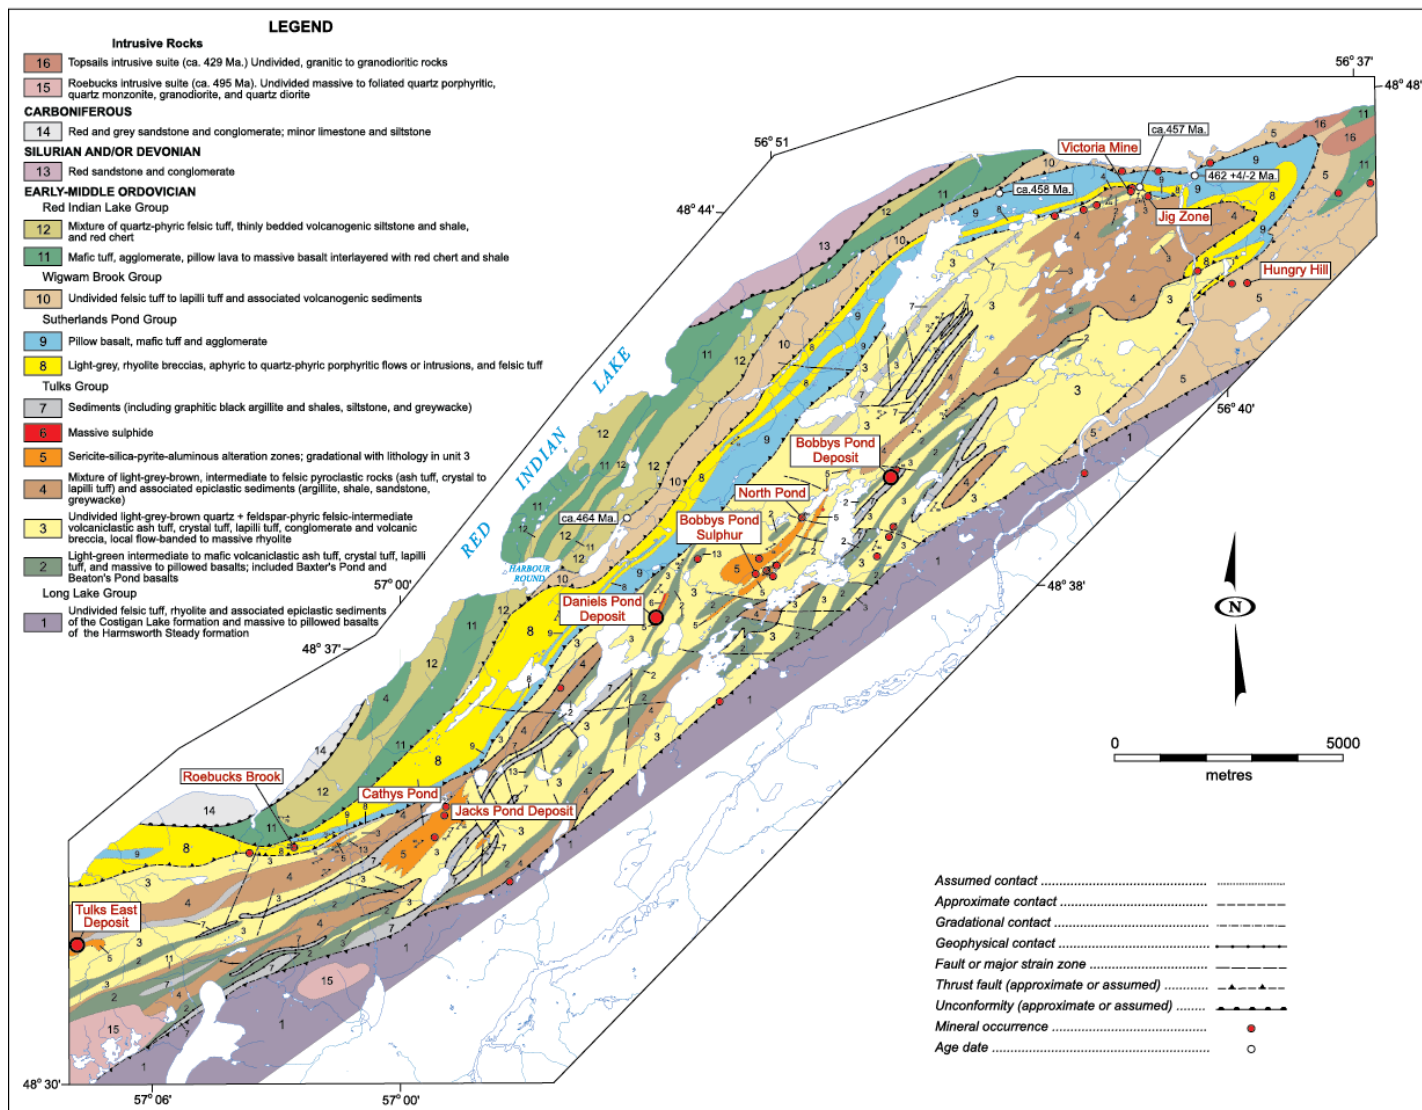 LEGEND
Intrusive Rocks
16 Topsails intrusive suite (ca. 429 Ma.) Undivided, granitic to granodioritic rocks
15 Roebucks intrusive suite (ca. 495 Ma). Undivided massive to foliated quartz porphyritic,
quartz monzonite, granodiorite, and quartz diorite
CARBONIFEROUS
14 Red and grey sandstone and conglomerate; minor limestone and siltstone
SILURIAN AND/OR DEVONIAN
13 Red sandstone and conglomerate
EARLY-MIDDLE ORDOVICIAN
Red Indian Lake Group
12 Mixture of quartz-phyric felsic tuff, thinly bedded volcanogenic siltstone and shale,
and red chert
11 Mafic tuff, agglomerate, pillow lava to massive basalt interlayered with red chert and shale
Wigwam Brook Group
10 Undivided felsic tuff to lapilli tuff and associated volcanogenic sediments
Sutherlands Pond Group
9 Pillow basalt, mafic tuff and agglomerate
8 Light-grey, rhyolite breccias, aphyric to quartz-phyric porphyritic flows or intrusions, and felsic tuff
Tulks Group
7 Sediments (including graphitic black argillite and shales, siltstone, and greywacke)
6 Massive sulphide
5 Sericite-silica-pyrite-aluminous alteration zones; gradational with lithology in unit 3
4 Mixture of light-grey-brown, intermediate to felsic pyroclastic rocks (ash tuff, crystal to
lapilli tuff) and associated epiclastic sediments (argillite, shale, sandstone,
greywacke)
3 Undivided light-grey-brown quartz + feldspar-phyric felsic-intermediate
volcaniclastic ash tuff, crystal tuff, lapilli tuff, conglomerate and volcanic
breccia, local flow-banded to massive rhyolite
2 Light-green intermediate to mafic volcaniclastic ash tuff, crystal tuff, lapilli
tuff, and massive to pillowed basalts; included Baxter's Pond and
Beaton's Pond basalts
Long Lake Group
1 Undivided felsic tuff, rhyolite and associated epiclastic sediments
of the Costigan Lake formation and massive to pillowed basalts
of the Harmsworth Steady formation
56° 37'
48° 48'
56° 51
48° 44'
ca.457 Ma.
Victoria Mine
462 +/-2 Ma.
ca.458 Ma.
Jig Zone
Hungry Hill
56° 40'
RED INDIAN LAKE
Bobbys Pond
Deposit
North Pond
Bobbys Pond
Sulphur
ca.464 Ma.
HARBOUR
ROUND
57° 00'
48° 38'
Daniels Pond
Deposit
48° 37'
N
0 5000
metres
Roebucks Brook
Cathys Pond
Jacks Pond Deposit
Tulks East
Deposit
Assumed contact
Approximate contact
Gradational contact
Geophysical contact
Fault or major strain zone
Thrust fault (approximate or assumed)
Unconformity (approximate or assumed)
Mineral occurrence
Age date
48° 30'
57° 06'
57° 00'